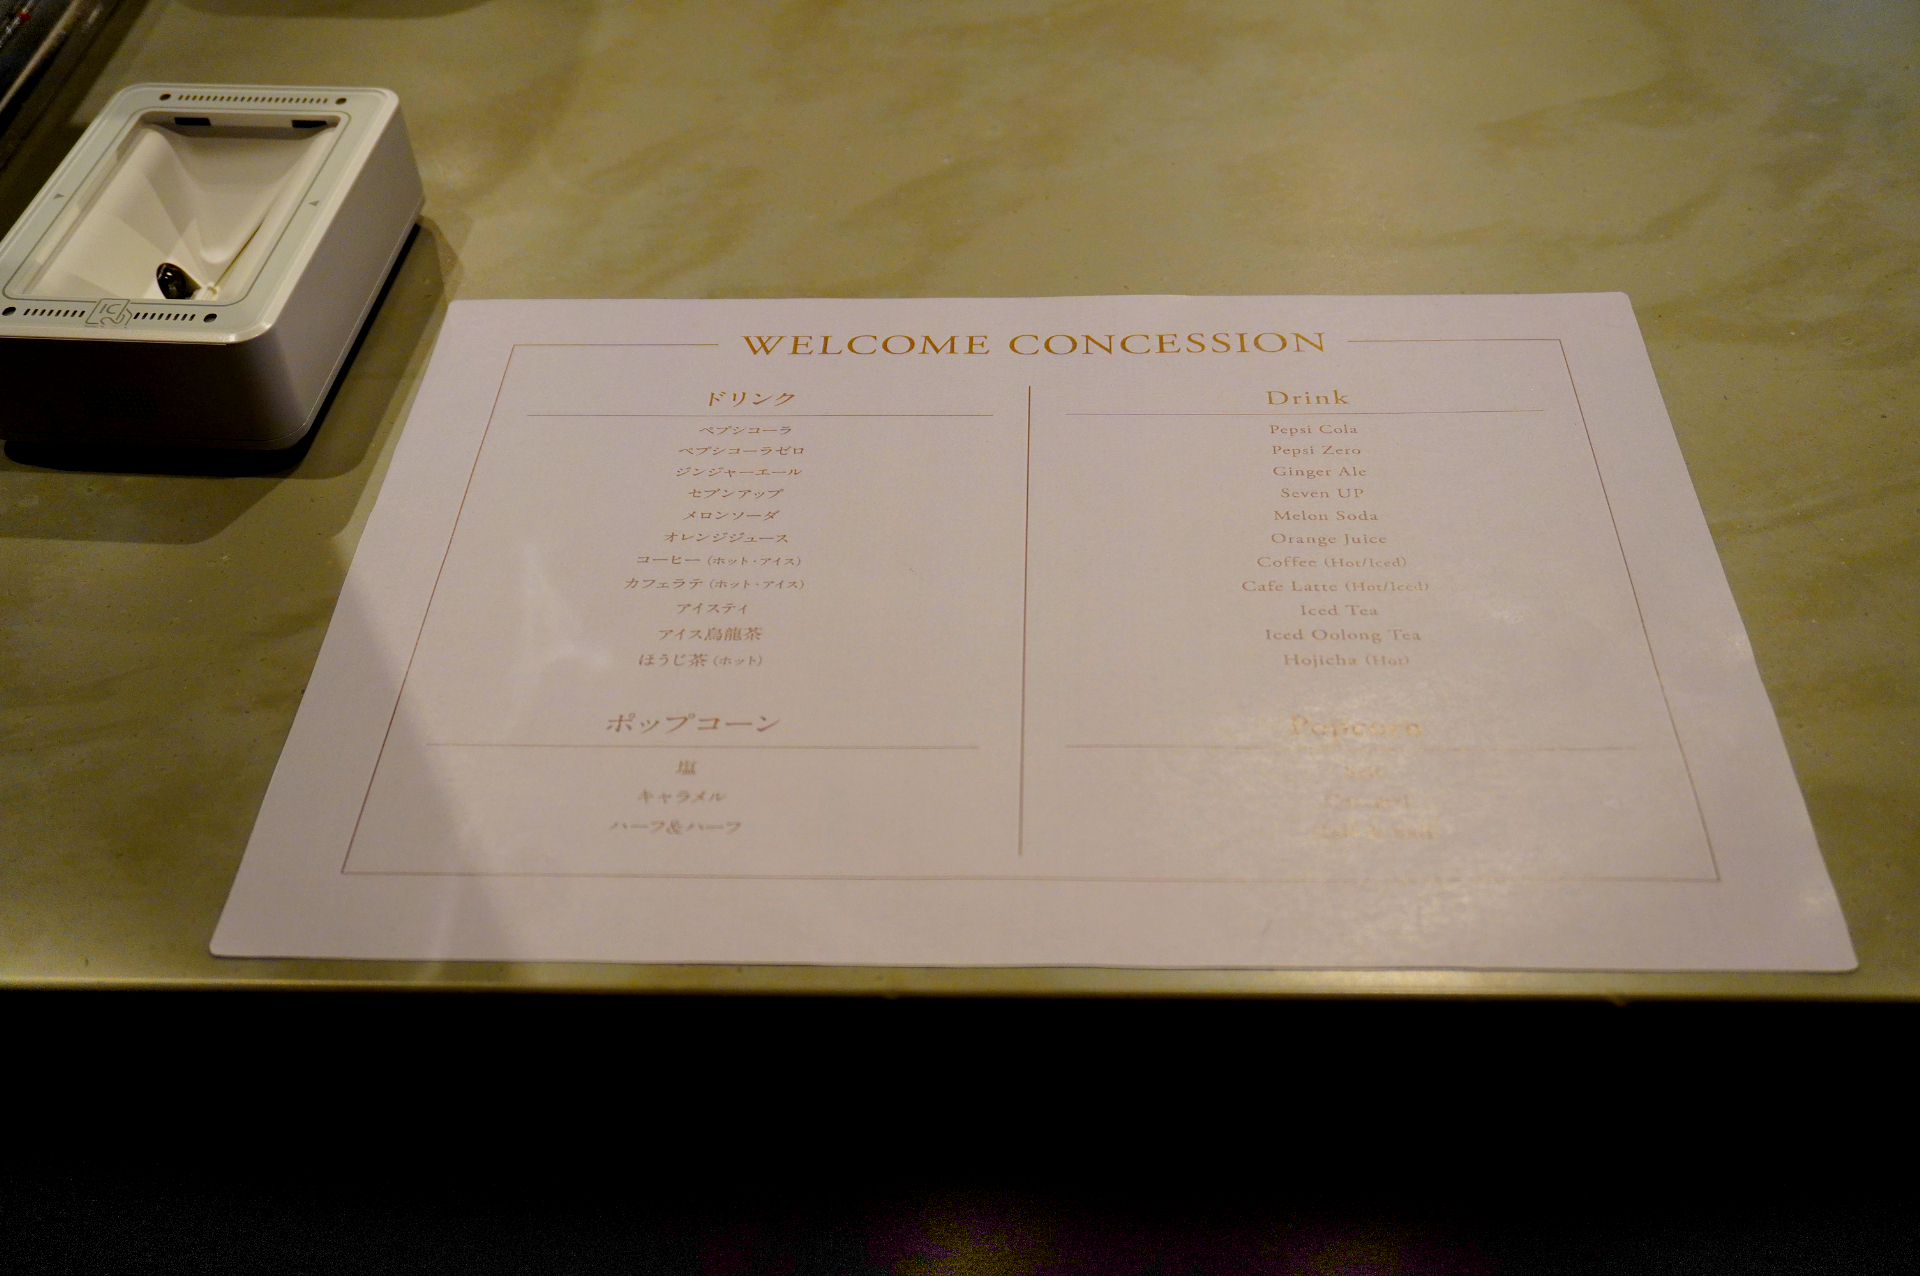 WELCOME CONCESSION
ドリンク
ペプシコーラ
ペプシコーラゼロ
ジンジャーエール
セブンアップ
メロンソーダ
オレンジジュース
コーヒー（ホット・アイス）
カフェラテ（ホット・アイス）
アイスティ
アイス烏龍茶
ほうじ茶（ホット）
ポップコーン
塩
キャラメル
ハーフ&ハーフ
Drink
Pepsi Cola
Pepsi Zero
Ginger Ale
Seven UP
Melon Soda
Orange Juice
Coffee (Hot/Iced)
Cafe Latte (Hot/Iced)
Iced Tea
Iced Oolong Tea
Hojicha (Hot)
Popcorn